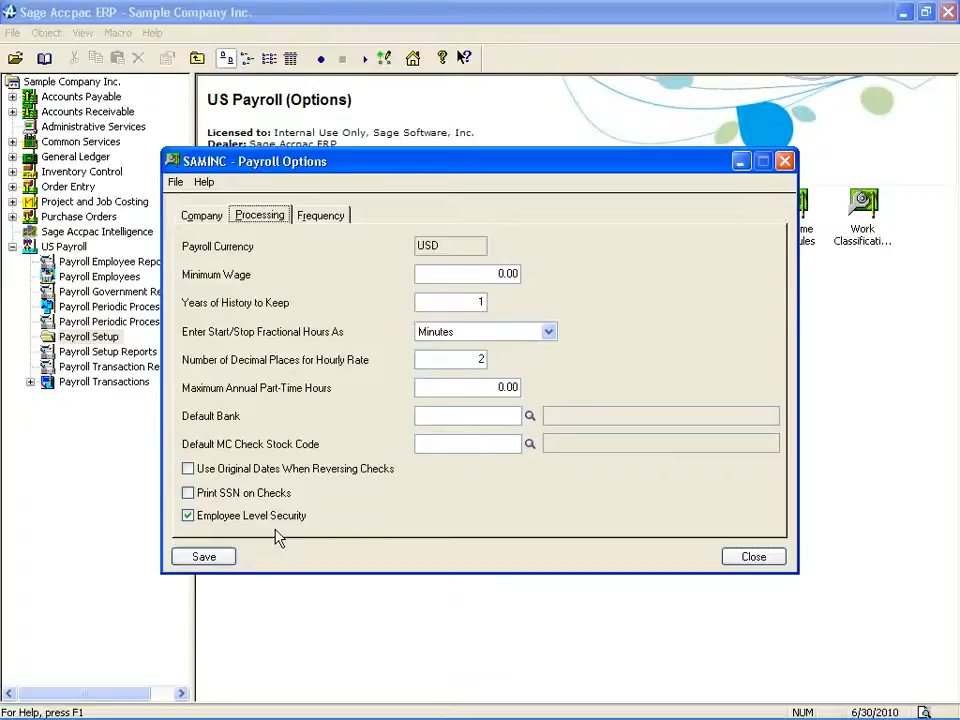 Sage Accpac ERP - Sample Company Inc.
File Object View Macro Help
Sample Company Inc.
Accounts Payable
Accounts Receivable
Administrative Services
Common Services
General Ledger
Inventory Control
Order Entry
Project and Job Costing
Purchase Orders
Sage Accpac Intelligence
US Payroll
Payroll Employee Repo
Payroll Employees
Payroll Government Re
Payroll Periodic Proces
Payroll Periodic Proces
Payroll Setup
Payroll Setup Reports
Payroll Transaction Re
Payroll Transactions
US Payroll (Options)
Licensed to: Internal Use Only, Sage Software, Inc.
Dealer: Sage Accpac ERP
me
ules
Work
Classificati...
SAMINC - Payroll Options
File Help
Company Processing Frequency
Payroll Currency USD
Minimum Wage 0.00
Years of History to Keep 1
Enter Start/Stop Fractional Hours As Minutes
Number of Decimal Places for Hourly Rate 2
Maximum Annual Part-Time Hours 0.00
Default Bank
Default MC Check Stock Code
Use Original Dates When Reversing Checks
Print SSN on Checks
Employee Level Security
Save Close
For Help, press F1 NUM 6/30/2010